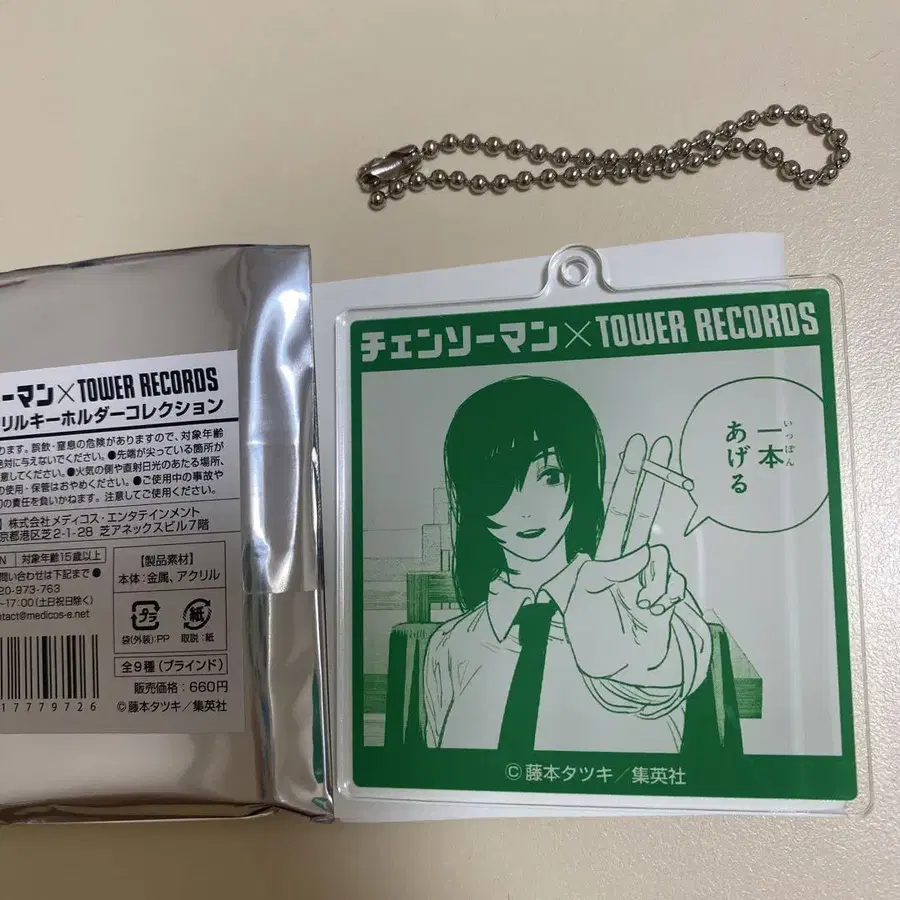 ーマン×TOWER RECORDS
リルキーホルダーコレクション
ります。誤飲・窒息の危険がありますので、対象年齢
絶対に与えないでください。●先端が尖っている箇所が
意してください。●火気の側や直射日光のあたる場所、
の使用・保管はおやめください。●ご使用中の事故や
切の責任を負いかねます。注意してご使用ください。
】株式会社メディコス・エンタテインメント
京都港区芝2-1-28 芝アネックスビル7階
N 対象年齢15歳以上
問い合わせは下記まで●
20-973-763
~17:00(土日祝日除く)
ntact@medicos-e.net
17779726
【製品素材】
本体:金属、アクリル
プラ
紙
袋(外装):PP
取説:紙
全9種(ブラインド)
販売価格:660円
©藤本タツキ/集英社
チェンソーマン×TOWER RECORDS
一本
いっぽん
あげる
©藤本タツキ/集英社